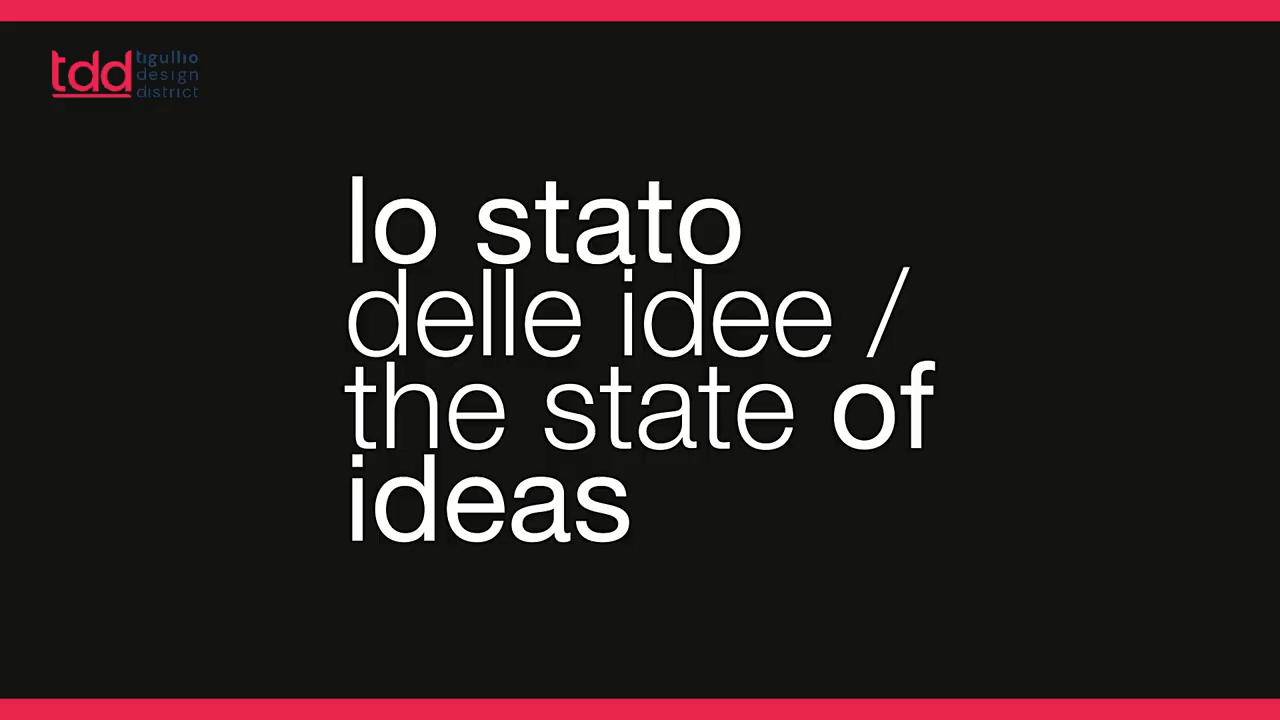 tdd
tigullio
design
district
lo stato
delle idee /
the state of
ideas